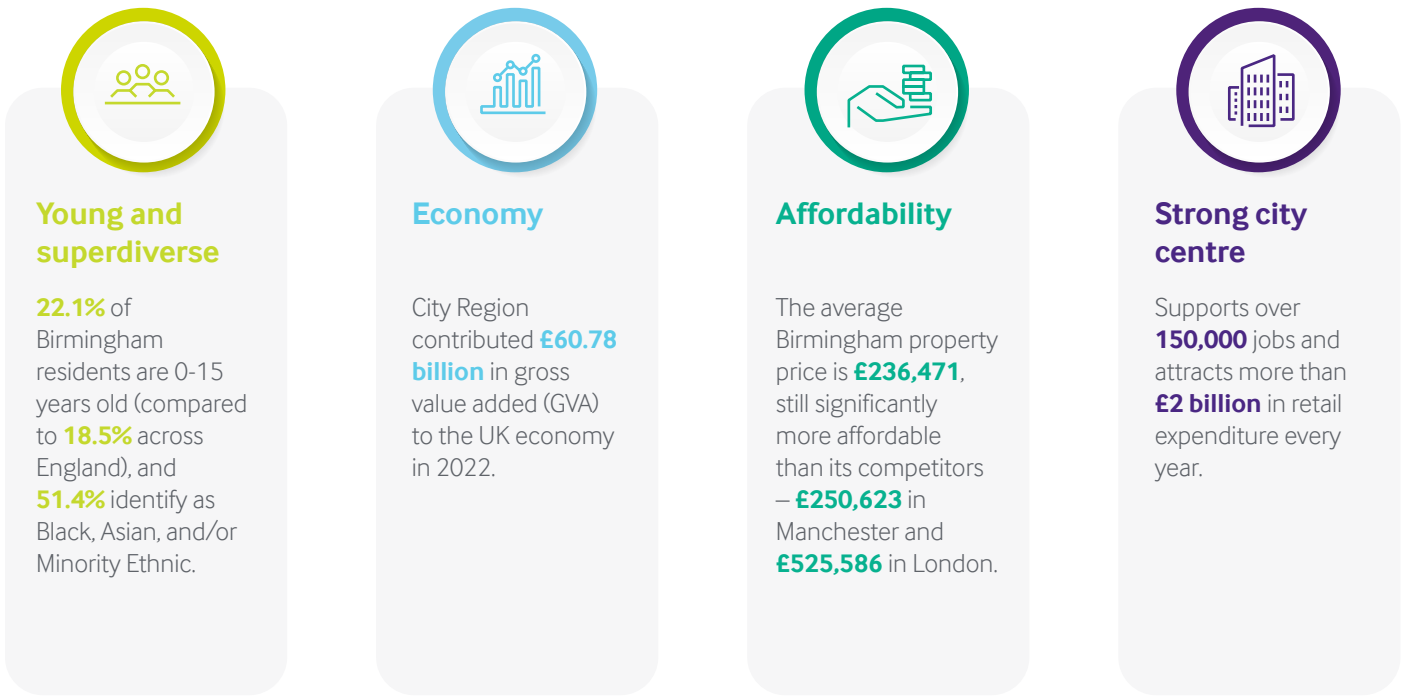 Young and
superdiverse
22.1% of
Birmingham
residents are 0-15
years old (compared
to 18.5% across
England), and
51.4% identify as
Black, Asian, and/or
Minority Ethnic.
Economy
City Region
contributed £60.78
billion in gross
value added (GVA)
to the UK economy
in 2022.
Affordability
The average
Birmingham property
price is £236,471,
still significantly
more affordable
than its competitors
– £250,623 in
Manchester and
£525,586 in London.
Strong city
centre
Supports over
150,000 jobs and
attracts more than
£2 billion in retail
expenditure every
year.